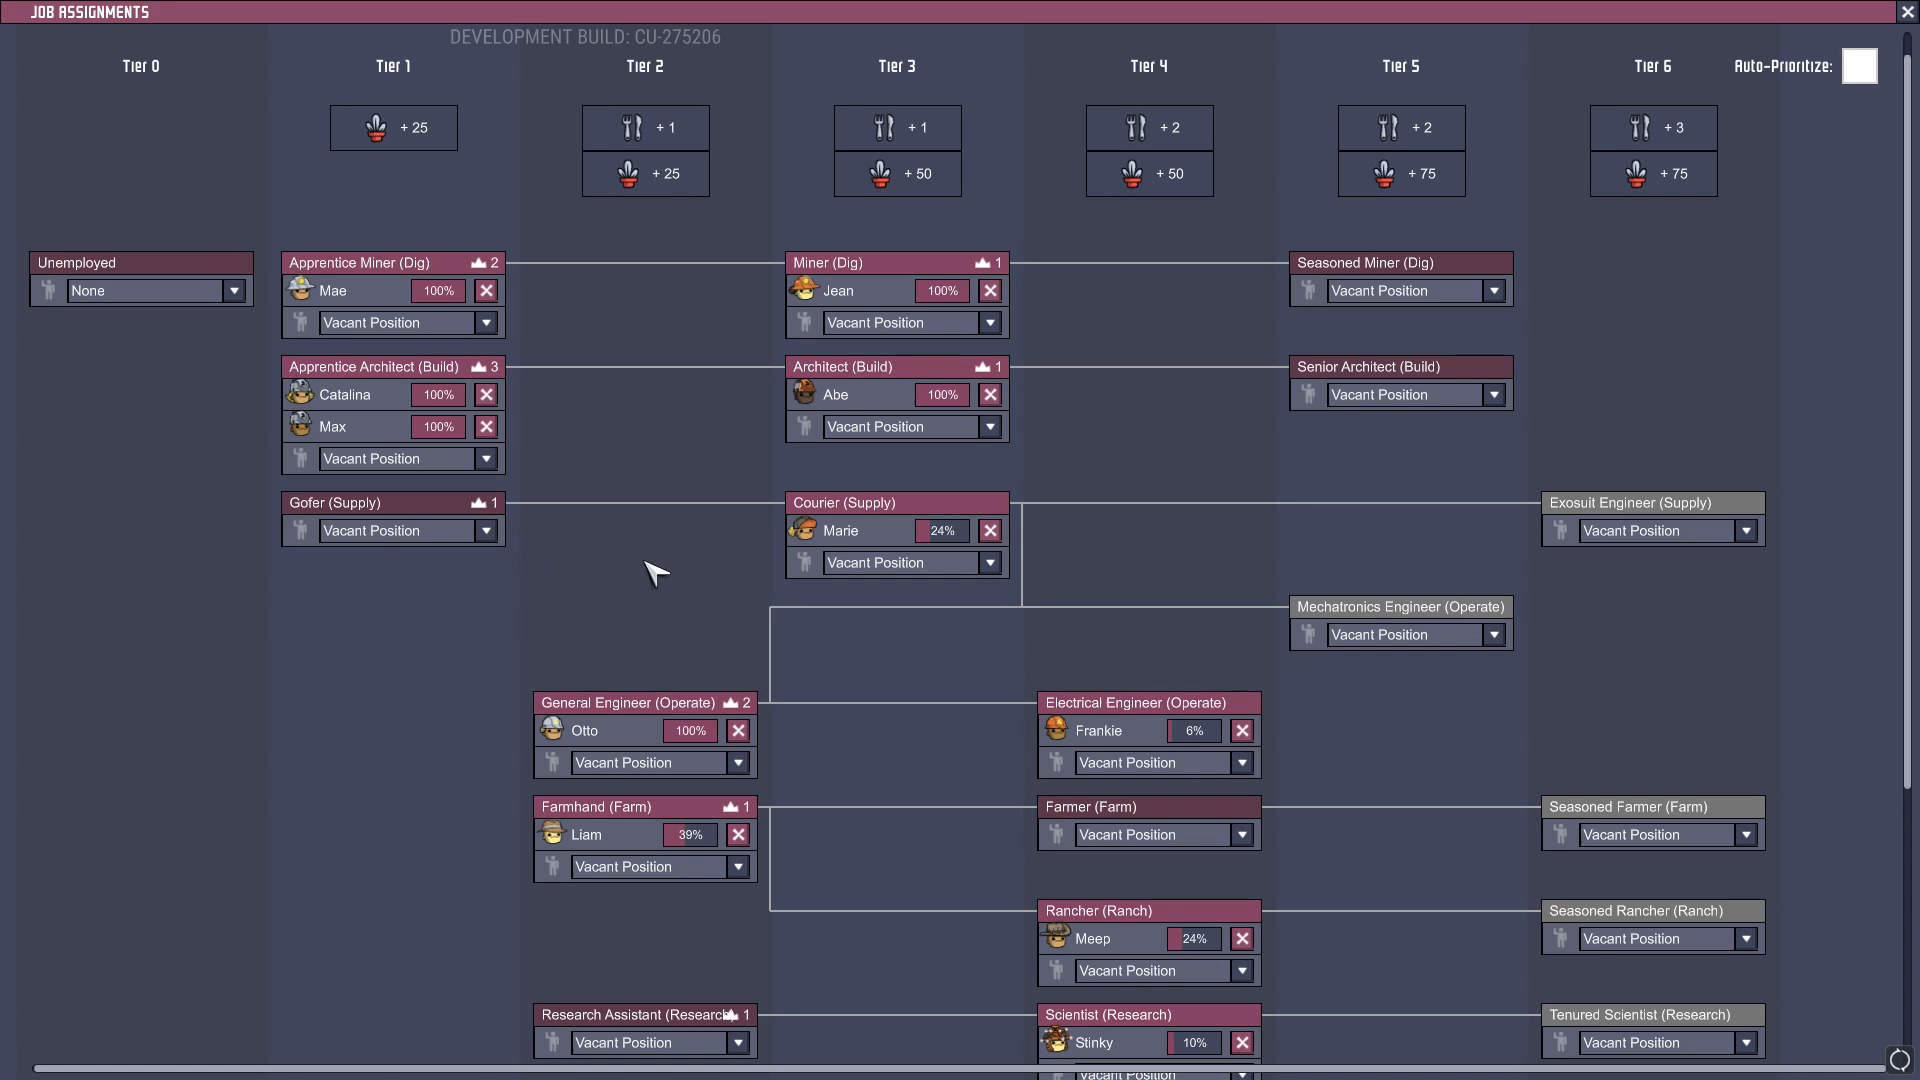 JOB ASSIGNMENTS
DEVELOPMENT BUILD: CU-275206
Tier 0 Tier 1 Tier 2 Tier 3 Tier 4 Tier 5 Tier 6 Auto-Prioritize:
+ 25 + 1 + 1 + 2 + 2 + 3
+ 25 + 50 + 50 + 75 + 75
Unemployed Apprentice Miner (Dig) 2 Miner (Dig) 1 Seasoned Miner (Dig)
None Mae 100% Jean 100% Vacant Position
Vacant Position Vacant Position
Apprentice Architect (Build) 3 Architect (Build) 1 Senior Architect (Build)
Catalina 100% Abe 100% Vacant Position
Max 100% Vacant Position
Vacant Position
Gofer (Supply) 1 Courier (Supply) Exosuit Engineer (Supply)
Vacant Position Marie 24% Vacant Position
Vacant Position
Mechatronics Engineer (Operate)
Vacant Position
General Engineer (Operate) 2 Electrical Engineer (Operate)
Otto 100% Frankie 6%
Vacant Position Vacant Position
Farmhand (Farm) 1 Farmer (Farm) Seasoned Farmer (Farm)
Liam 39% Vacant Position Vacant Position
Vacant Position
Rancher (Ranch) Seasoned Rancher (Ranch)
Meep 24% Vacant Position
Vacant Position
Research Assistant (Research) 1 Scientist (Research) Tenured Scientist (Research)
Vacant Position Stinky 10% Vacant Position
Vacant Position